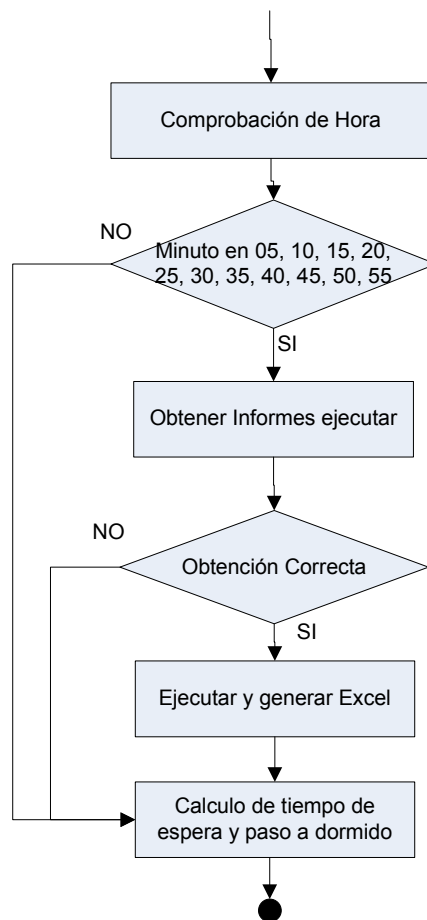 Comprobación de Hora
NO
Minuto en 05, 10, 15, 20,
25, 30, 35, 40, 45, 50, 55
SI
Obtener Informes ejecutar
NO
Obtención Correcta
SI
Ejecutar y generar Excel
Calculo de tiempo de
espera y paso a dormido